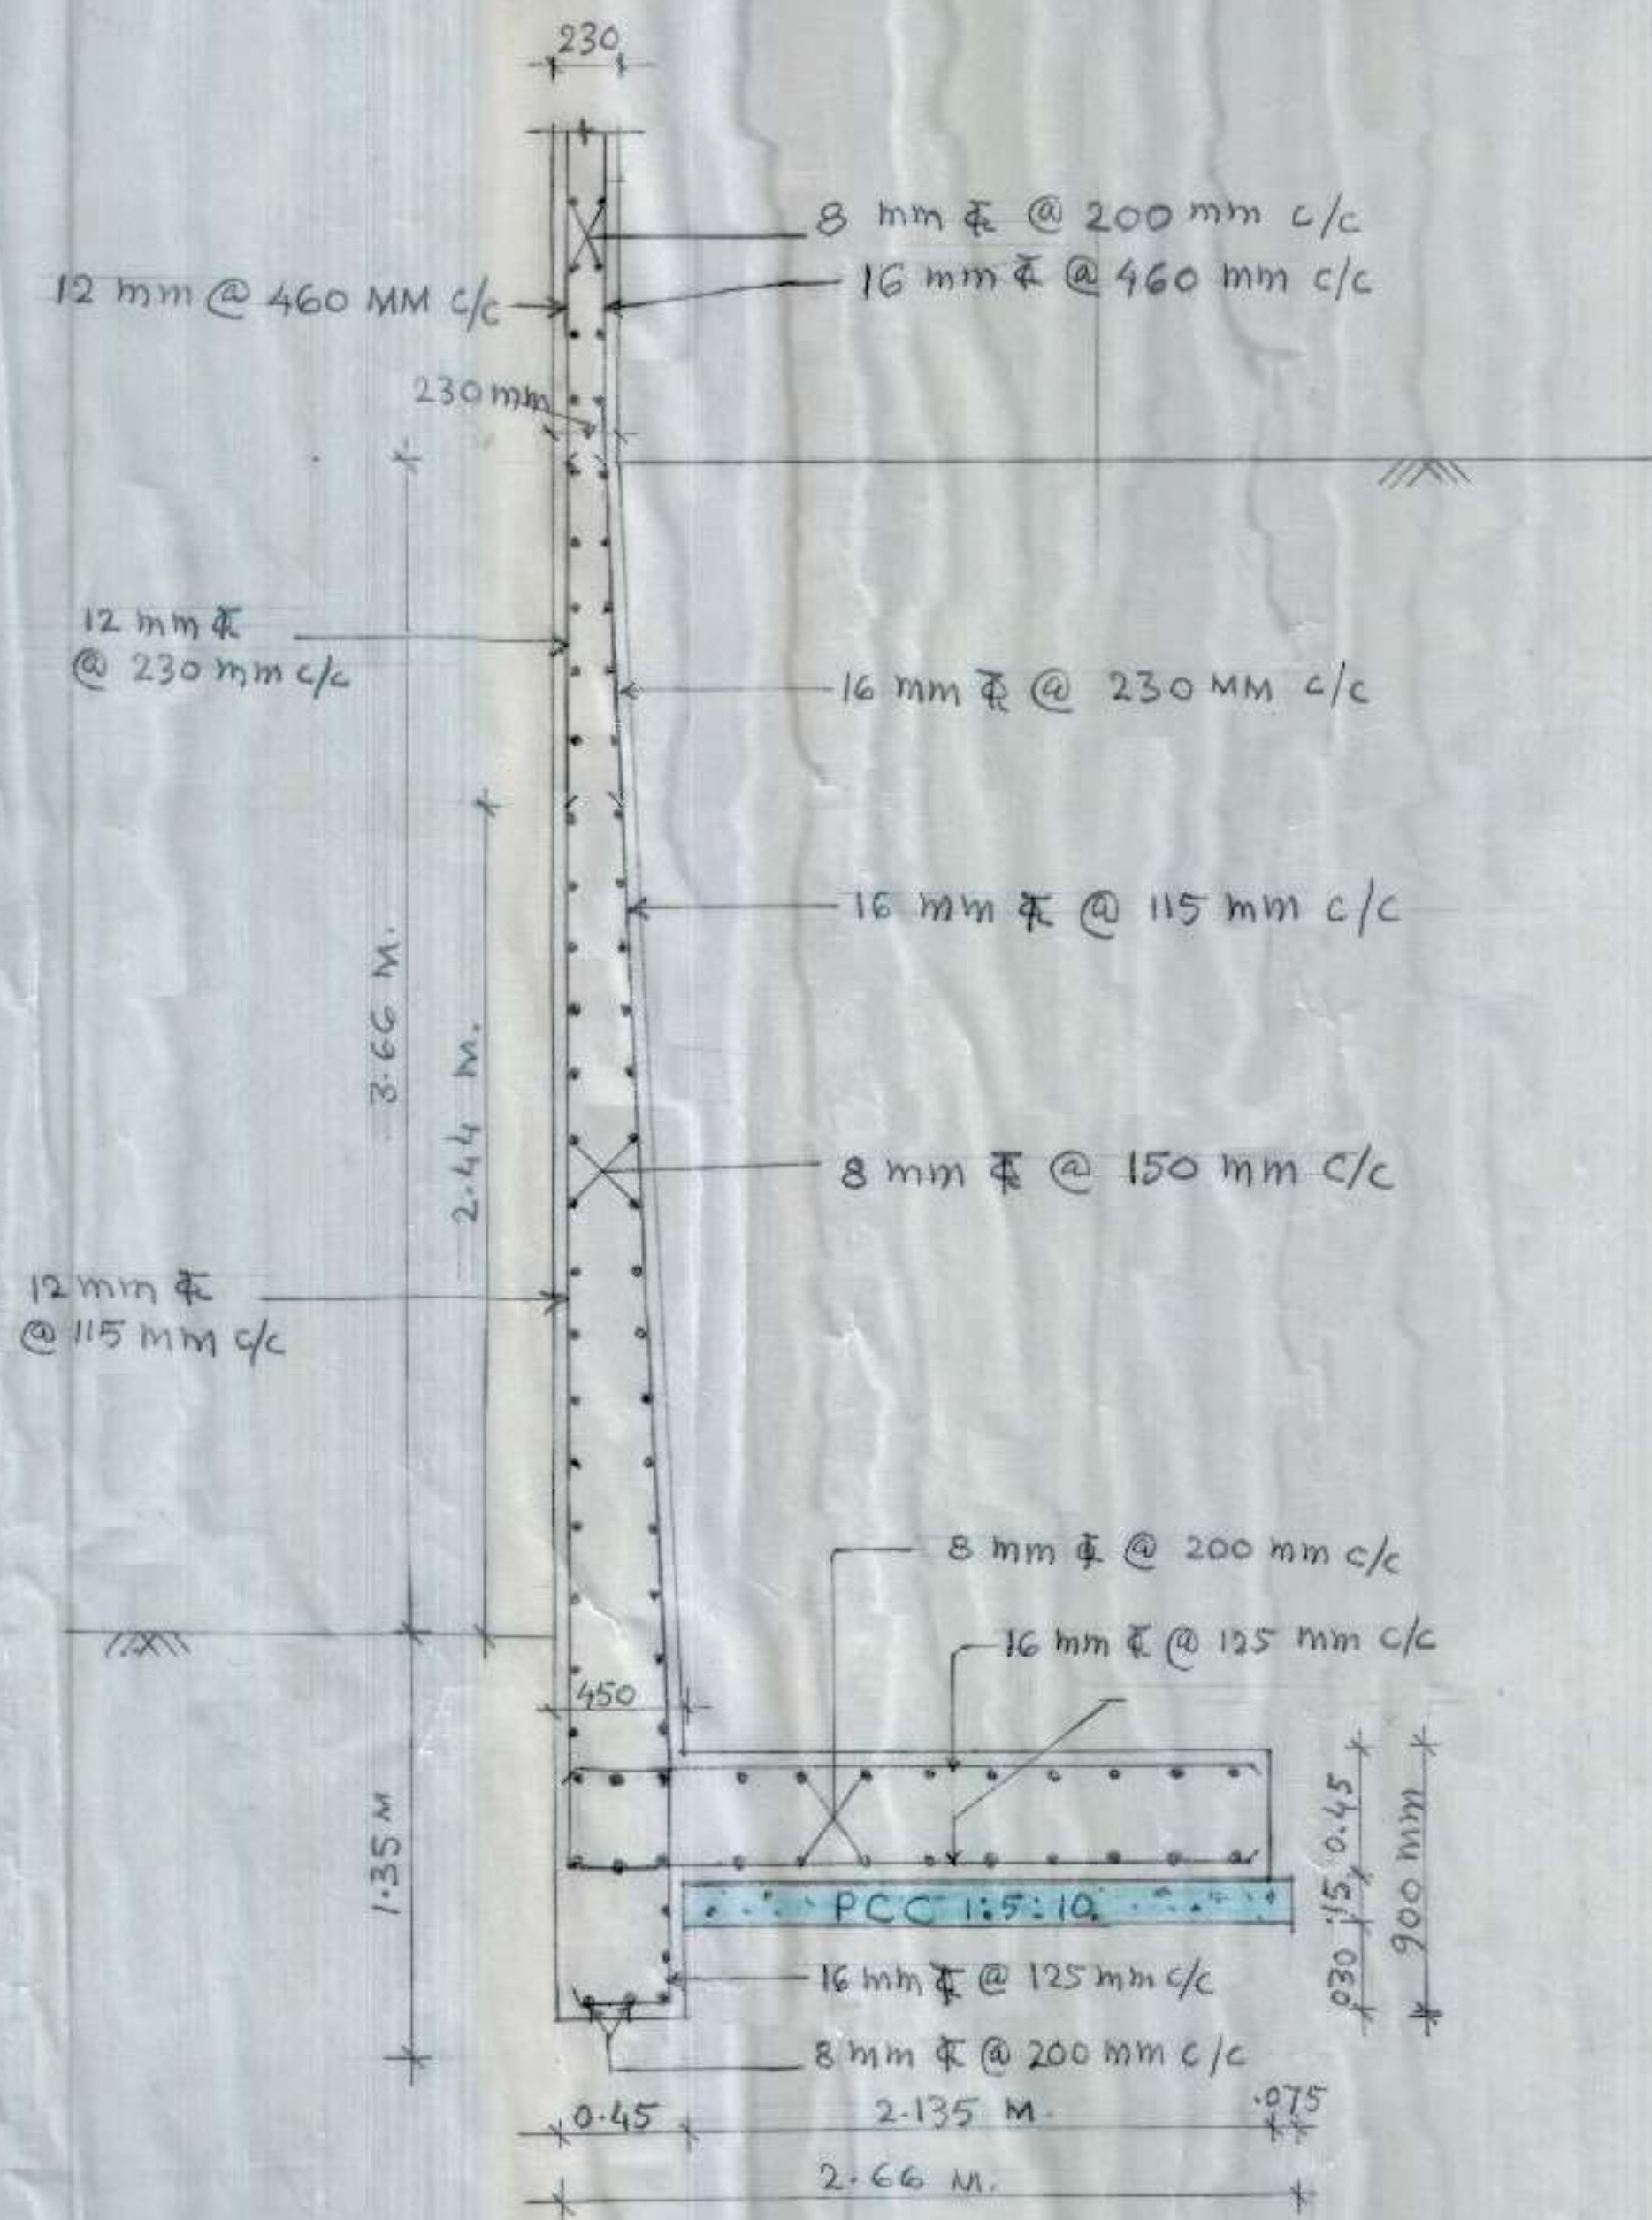 230
8 mm ⌀ @ 200 mm c/c
12 mm @ 460 MM c/c
16 mm ⌀ @ 460 mm c/c
230 mm
12 mm ⌀
@ 230 mm c/c
16 mm ⌀ @ 230 MM c/c
16 mm ⌀ @ 115 mm c/c
3.66 M.
2.44 M.
8 mm ⌀ @ 150 mm c/c
12 mm ⌀
@ 115 mm c/c
8 mm ⌀ @ 200 mm c/c
16 mm ⌀ @ 125 mm c/c
450
1.35 M
0.45
.15
030
900 mm
PCC 1:5:10.
16 mm ⌀ @ 125 mm c/c
8 mm ⌀ @ 200 mm c/c
0.45
2.135 M.
.075
2.66 M.